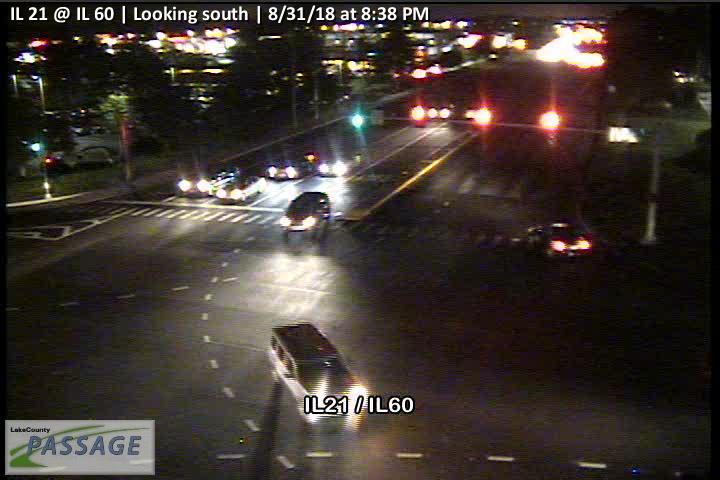 IL 21 @ IL 60 | Looking south | 8/31/18 at 8:38 PM
IL21 / IL60
LakeCounty
PASSAGE